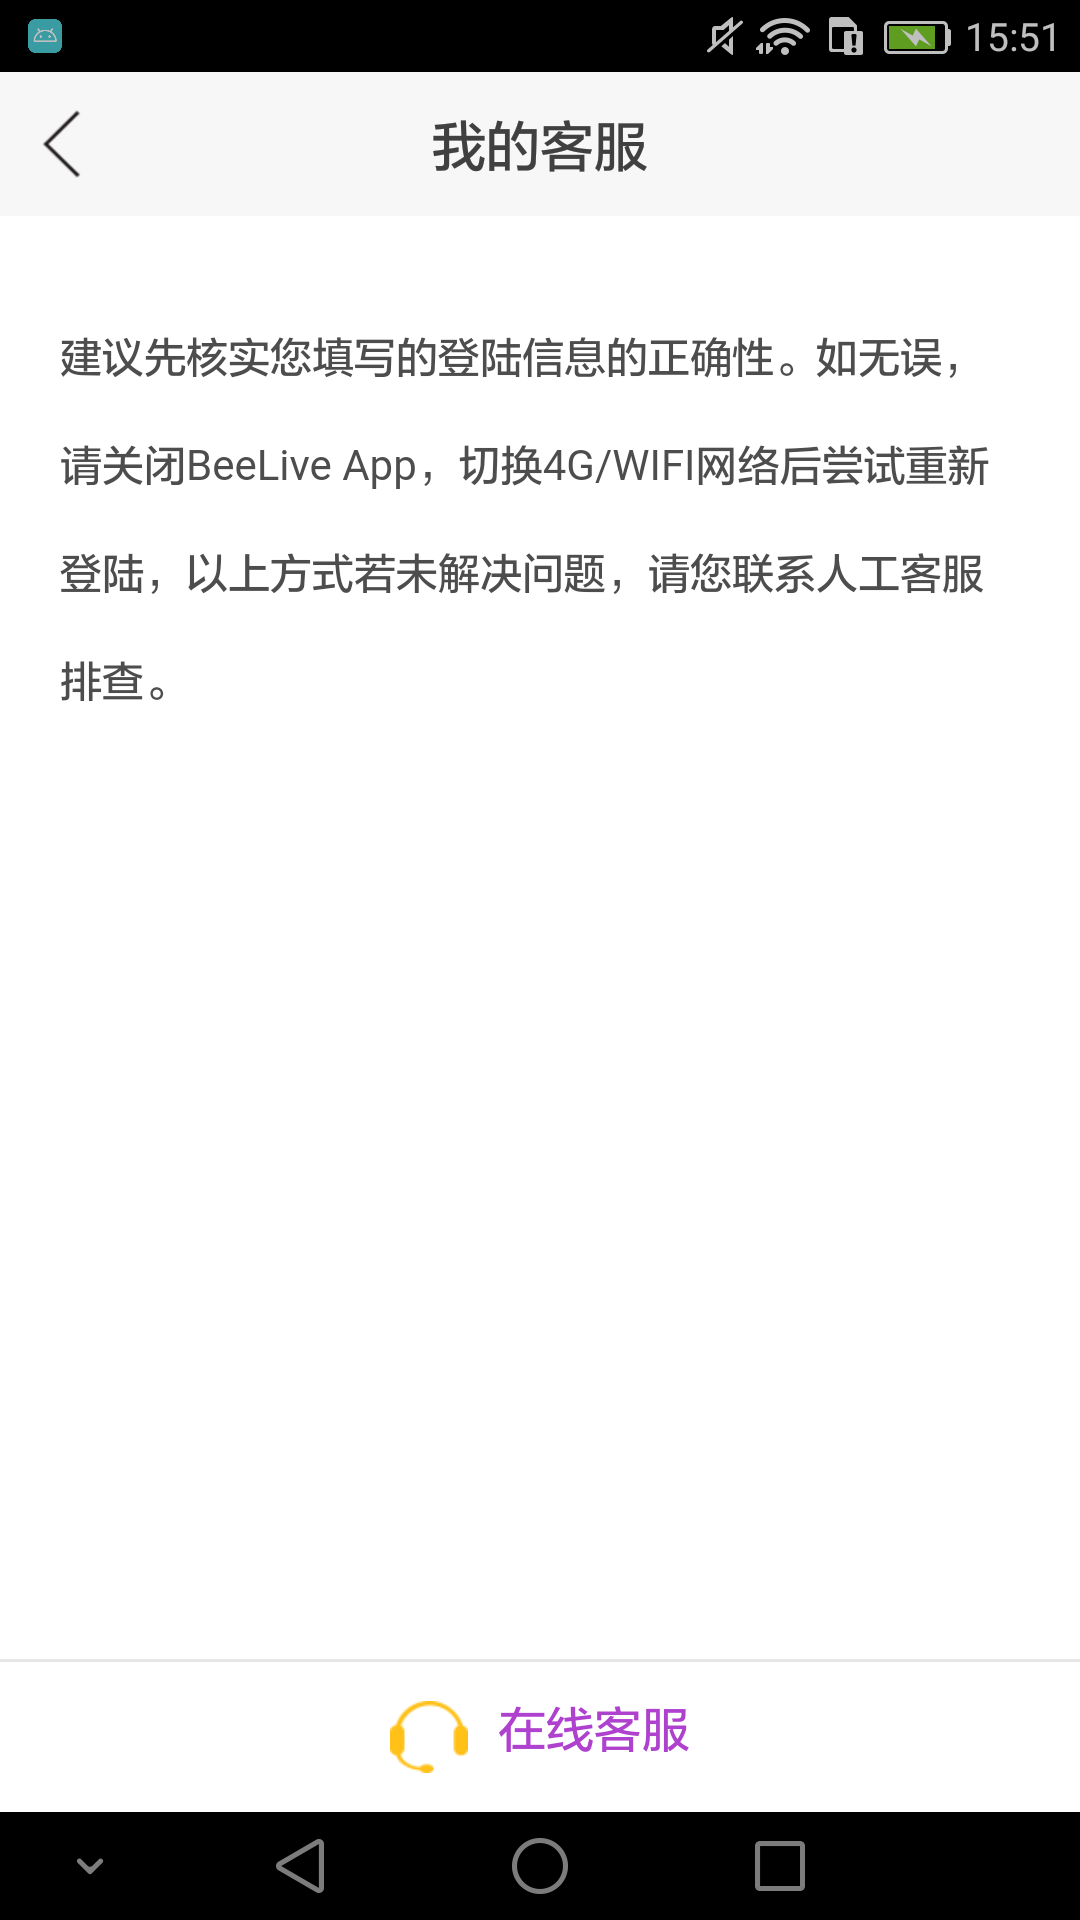 15:51
我的客服
建议先核实您填写的登陆信息的正确性。如无误，
请关闭BeeLive App，切换4G/WIFI网络后尝试重新
登陆，以上方式若未解决问题，请您联系人工客服
排查。
在线客服